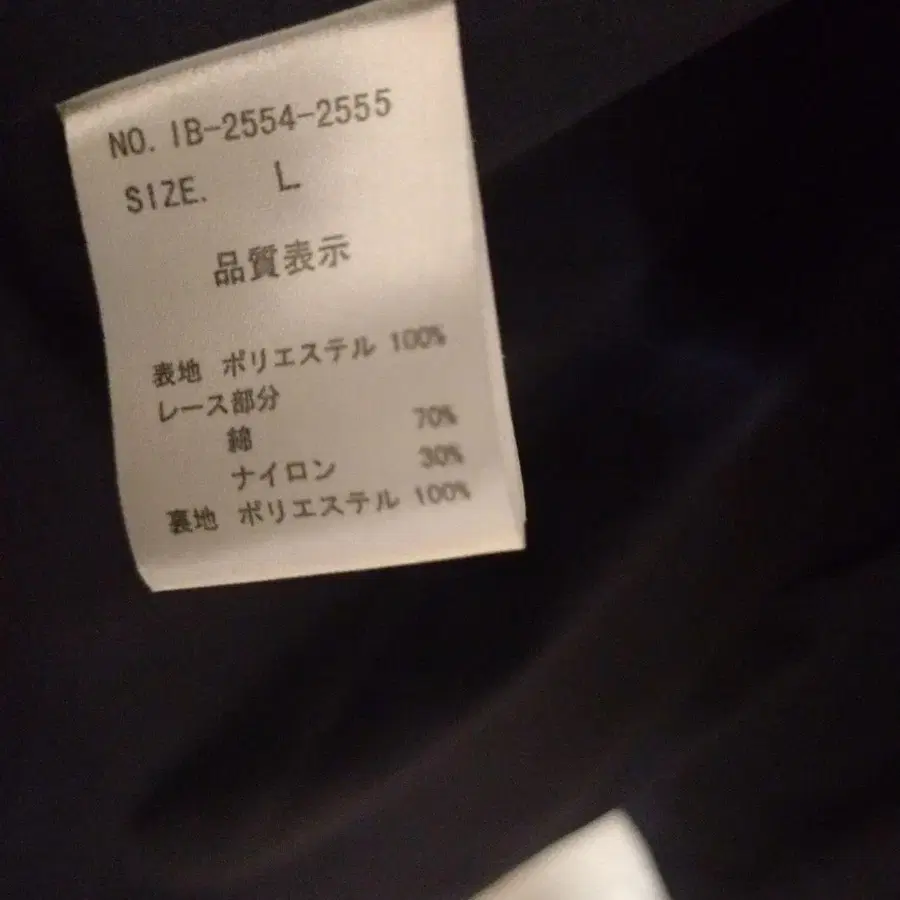 NO. IB-2554-2555
SIZE. L
品質表示
表地 ポリエステル 100%
レース部分
綿 70%
ナイロン 30%
裏地 ポリエステル 100%